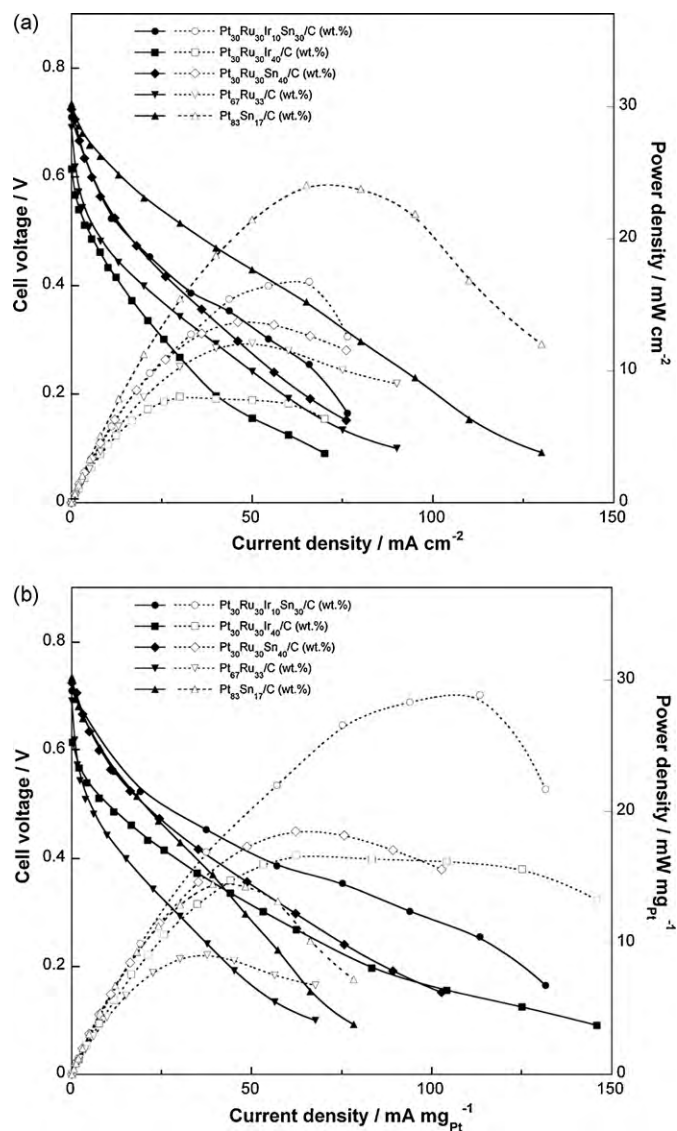 (a)
Pt30Ru30Ir10Sn30/C (wt.%)
Pt30Ru30Ir40/C (wt.%)
Pt30Ru30Sn40/C (wt.%)
Pt67Ru33/C (wt.%)
Pt83Sn17/C (wt.%)
Cell voltage / V
0.8
0.6
0.4
0.2
0
Power density / mW cm-2
30
20
10
0
0
50
100
150
Current density / mA cm-2
(b)
Pt30Ru30Ir10Sn30/C (wt.%)
Pt30Ru30Ir40/C (wt.%)
Pt30Ru30Sn40/C (wt.%)
Pt67Ru33/C (wt.%)
Pt83Sn17/C (wt.%)
Cell voltage / V
0.8
0.6
0.4
0.2
0
Power density / mW mgPt-1
30
20
10
0
0
50
100
150
Current density / mA mgPt-1